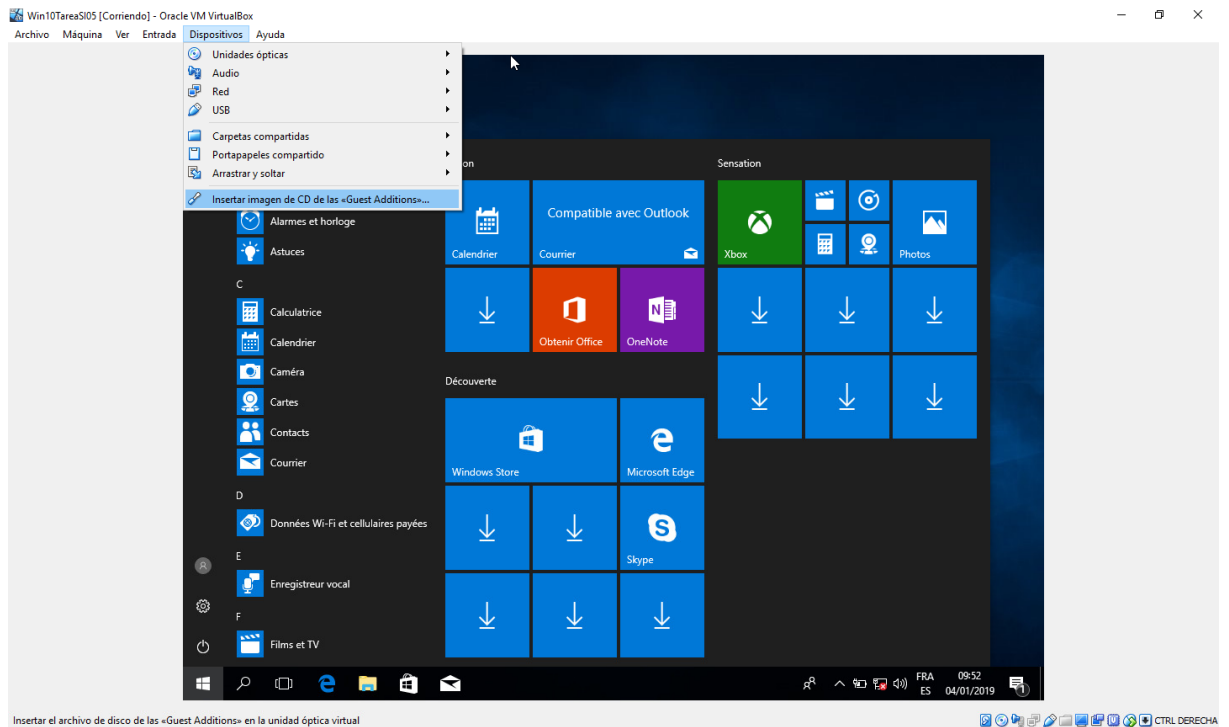 Win10TareaSI05 [Corriendo] - Oracle VM VirtualBox
Archivo Máquina Ver Entrada Dispositivos Ayuda
Unidades ópticas
Audio
Red
USB
Carpetas compartidas
Portapapeles compartido
Arrastrar y soltar
Insertar imagen de CD de las «Guest Additions»...
Alarmes et horloge
Astuces
C
Calculatrice
Calendrier
Caméra
Cartes
Contacts
Courrier
D
Données Wi-Fi et cellulaires payées
E
Enregistreur vocal
F
Films et TV
on
Calendrier
Compatible avec Outlook
Courrier
Obtenir Office
OneNote
Découverte
Windows Store
Microsoft Edge
Skype
Sensation
Xbox
Photos
FRA
ES
09:52
04/01/2019
1
Insertar el archivo de disco de las «Guest Additions» en la unidad óptica virtual
CTRL DERECHA